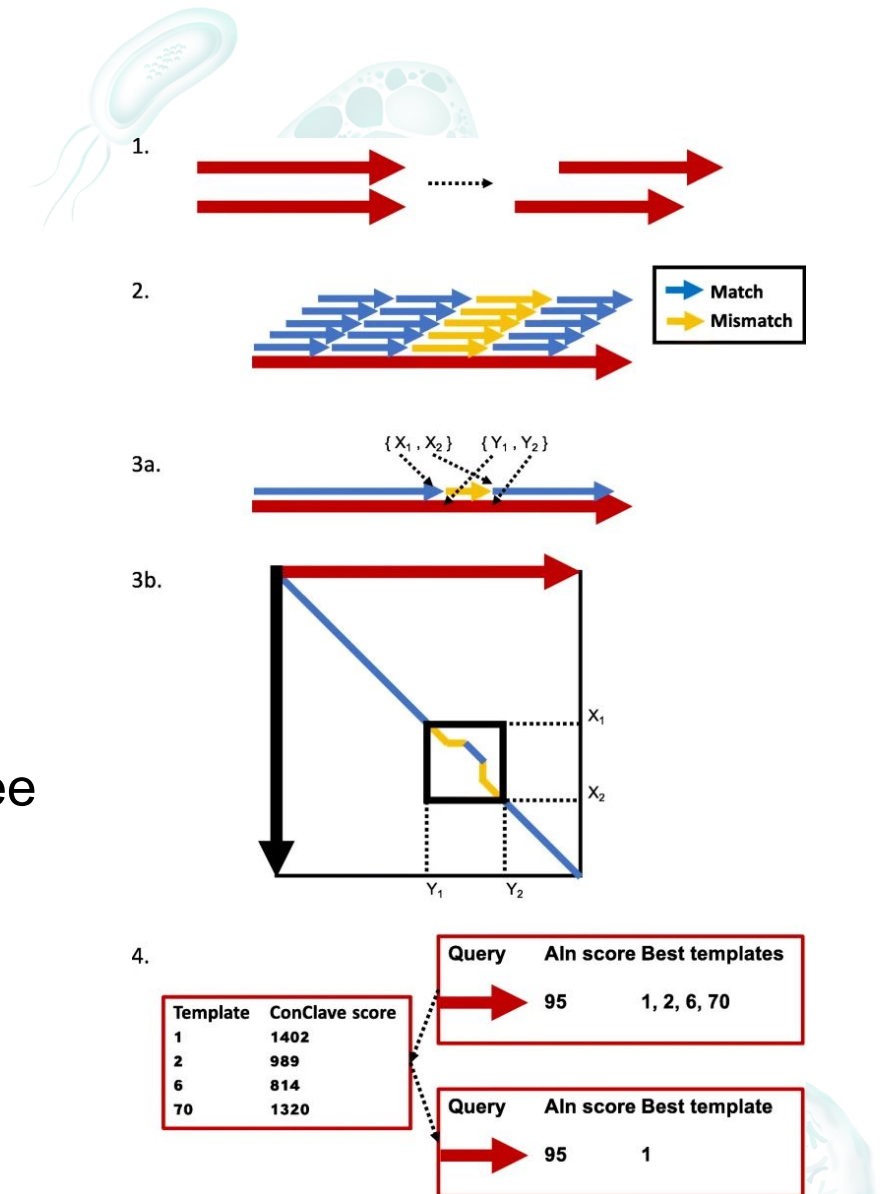 1.
2.
Match
Mismatch
3a.
{ X1 , X2 } { Y1 , Y2 }
3b.
X1
ee
X2
Y1 Y2
4.
Query Aln score Best templates
95 1, 2, 6, 70
Template ConClave score
1 1402
2 989
6 814
70 1320
Query Aln score Best template
95 1